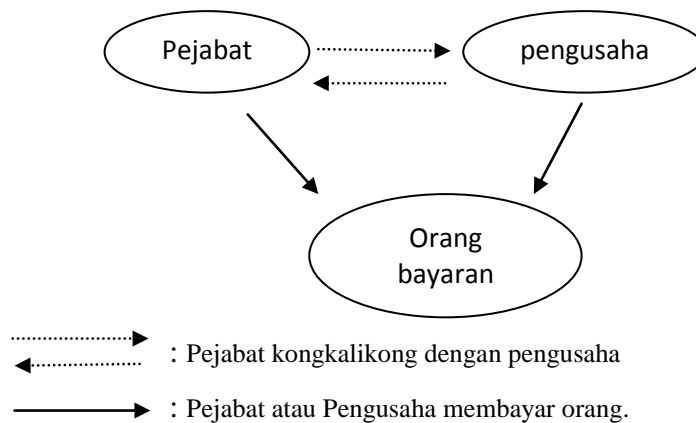 Pejabat
pengusaha
Orang
bayaran
: Pejabat kongkalikong dengan pengusaha
: Pejabat atau Pengusaha membayar orang.